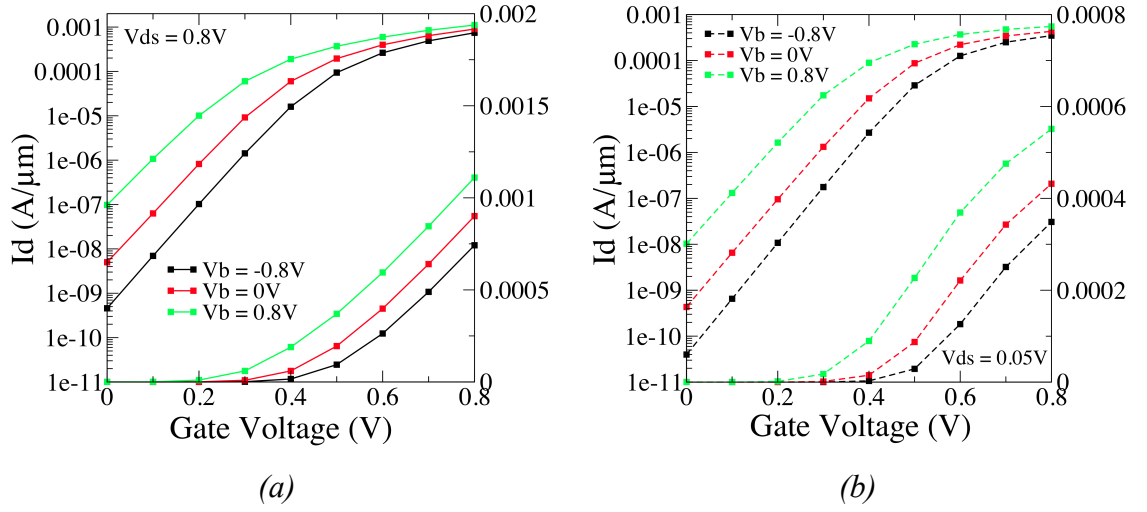 0.001
0.0001
1e-05
1e-06
1e-07
1e-08
1e-09
1e-10
1e-11
Id (A/μm)
Vds = 0.8V
Vb = -0.8V
Vb = 0V
Vb = 0.8V
0.002
0.0015
0.001
0.0005
0
0 0.2 0.4 0.6 0.8
Gate Voltage (V)
(a)
0.001
0.0001
1e-05
1e-06
1e-07
1e-08
1e-09
1e-10
1e-11
Id (A/μm)
Vb = -0.8V
Vb = 0V
Vb = 0.8V
Vds = 0.05V
0.0008
0.0006
0.0004
0.0002
0
0 0.2 0.4 0.6 0.8
Gate Voltage (V)
(b)